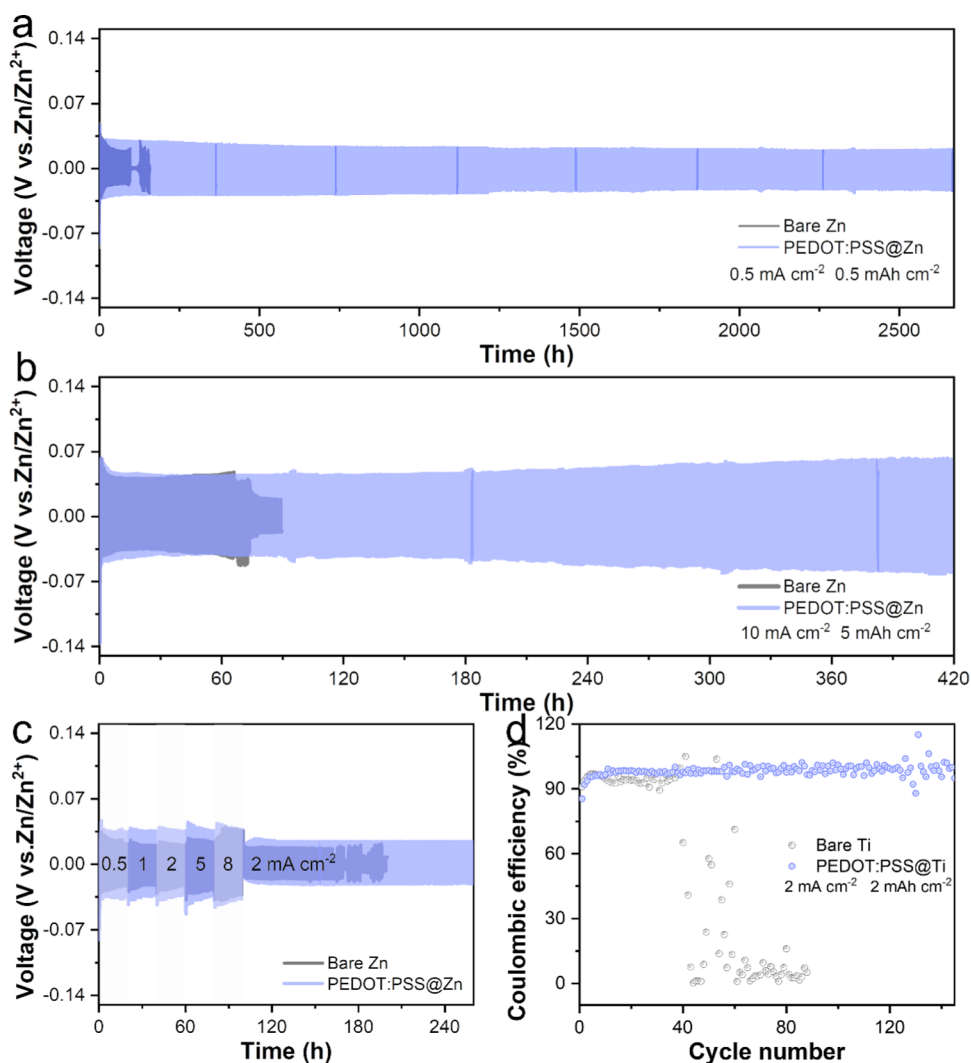 a
Voltage (V vs.Zn/Zn²⁺)
0.14
0.07
0.00
-0.07
-0.14
Bare Zn
PEDOT:PSS@Zn
0.5 mA cm⁻² 0.5 mAh cm⁻²
0 500 1000 1500 2000 2500
Time (h)
b
Voltage (V vs.Zn/Zn²⁺)
0.14
0.07
0.00
-0.07
-0.14
Bare Zn
PEDOT:PSS@Zn
10 mA cm⁻² 5 mAh cm⁻²
0 60 120 180 240 300 360 420
Time (h)
c
Voltage (V vs.Zn/Zn²⁺)
0.14
0.07
0.00
-0.07
-0.14
0.5 1 2 5 8 2 mA cm⁻²
Bare Zn
PEDOT:PSS@Zn
0 60 120 180 240
Time (h)
d
Coulombic efficiency (%)
120
90
60
30
0
Bare Ti
PEDOT:PSS@Ti
2 mA cm⁻² 2 mAh cm⁻²
0 40 80 120
Cycle number